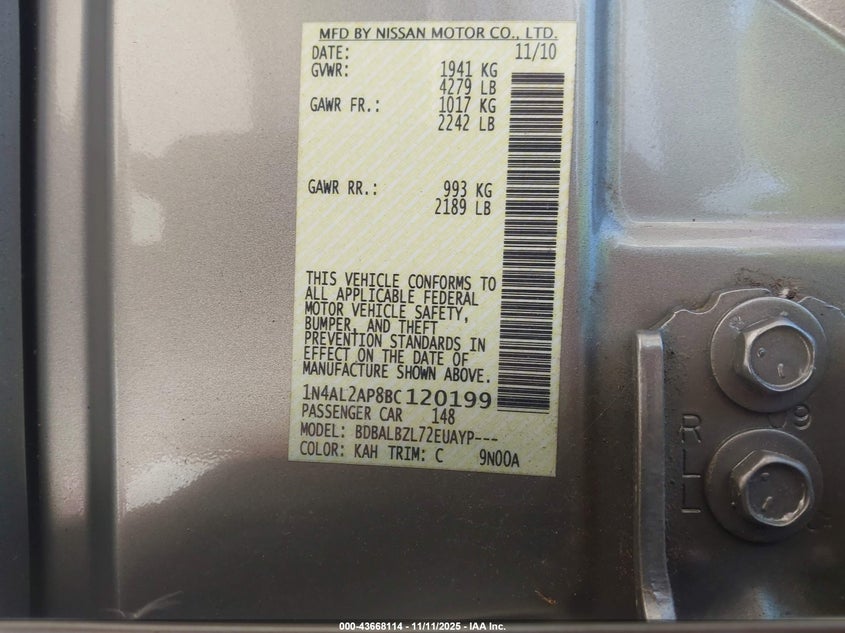 MFD BY NISSAN MOTOR CO., LTD.
DATE: 11/10
GVWR: 1941 KG
4279 LB
GAWR FR.: 1017 KG
2242 LB
GAWR RR.: 993 KG
2189 LB
THIS VEHICLE CONFORMS TO
ALL APPLICABLE FEDERAL
MOTOR VEHICLE SAFETY,
BUMPER, AND THEFT
PREVENTION STANDARDS IN
EFFECT ON THE DATE OF
MANUFACTURE SHOWN ABOVE.
1N4AL2AP8BC120199
PASSENGER CAR 148
MODEL: BDBALBZL72EUAYP---
COLOR: KAH TRIM: C 9N00A
RLL
9
000-43668114 - 11/11/2025 - IAA Inc.